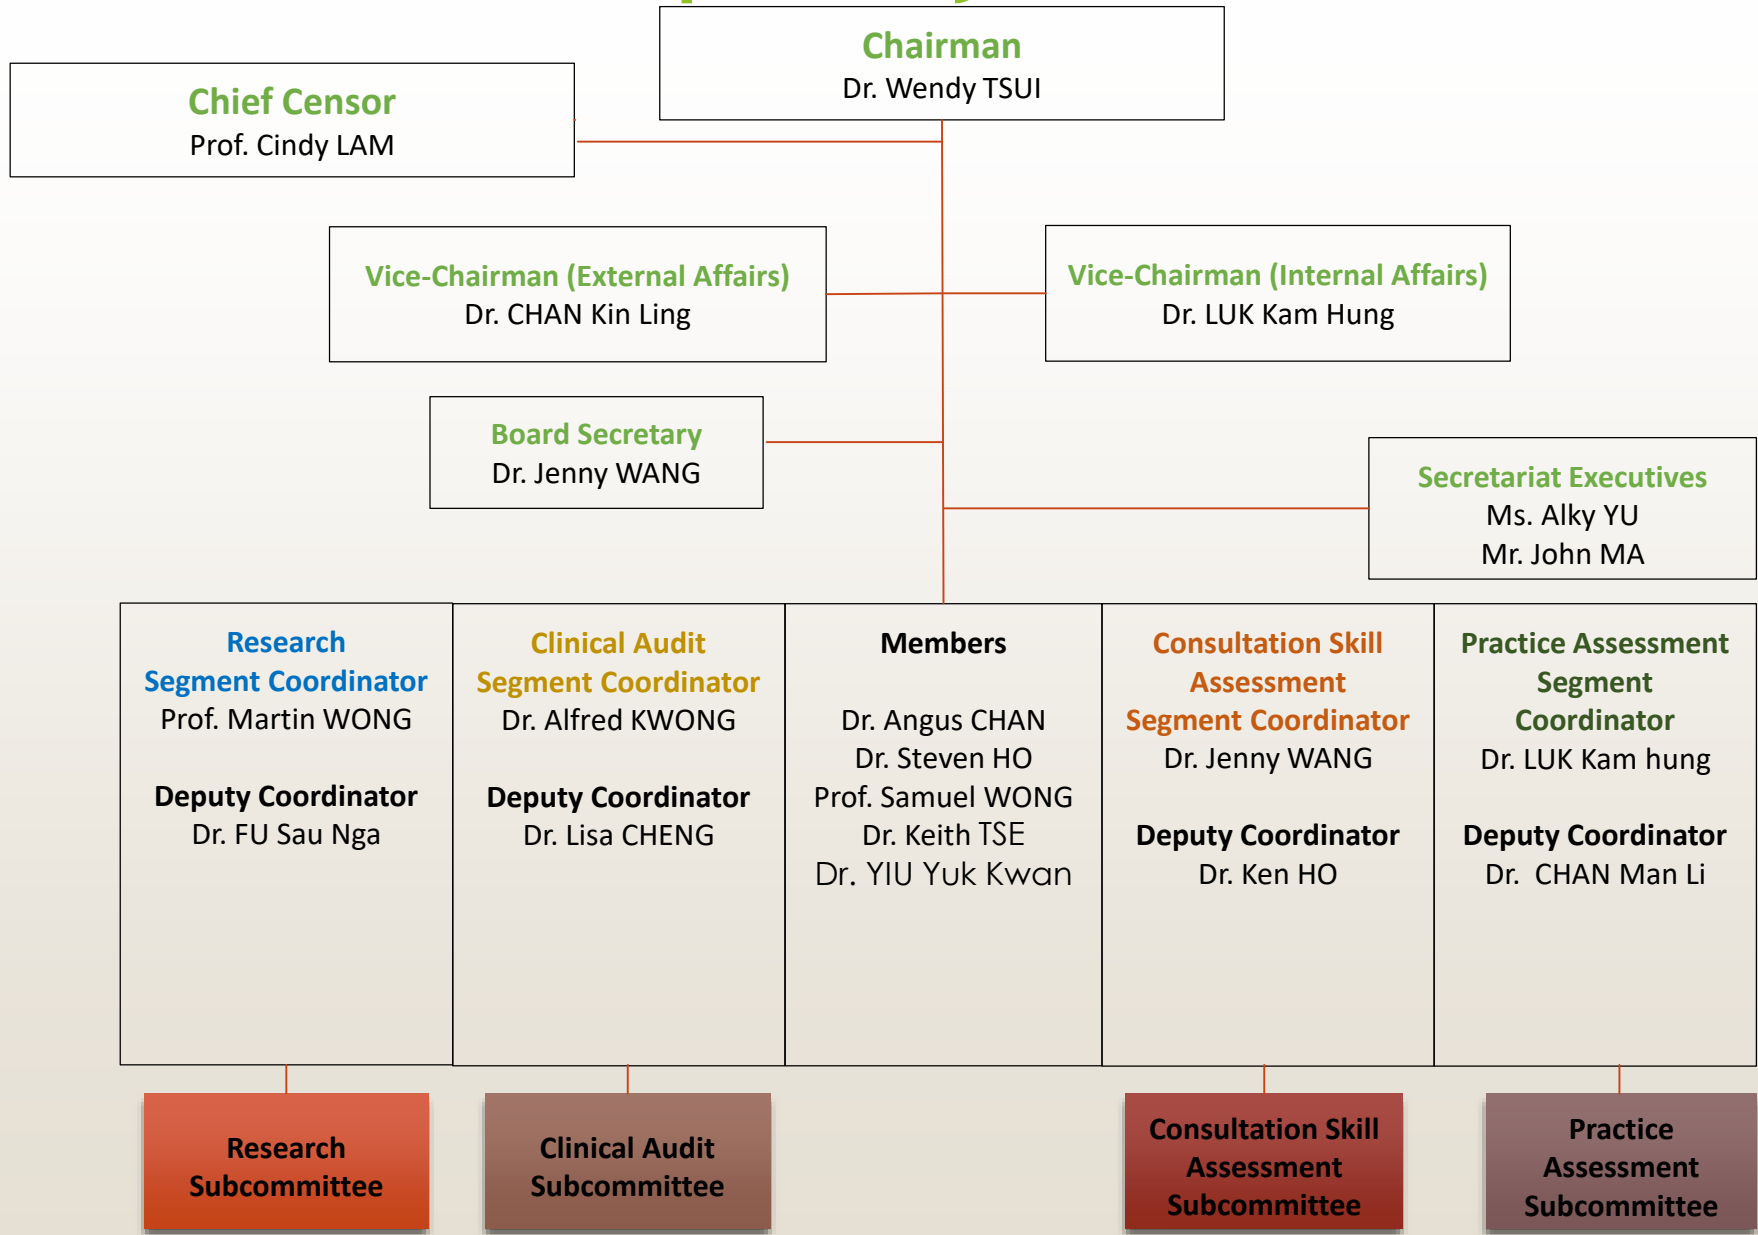 Chairman
Dr. Wendy TSUI
Chief Censor
Prof. Cindy LAM
Vice-Chairman (External Affairs)
Dr. CHAN Kin Ling
Vice-Chairman (Internal Affairs)
Dr. LUK Kam Hung
Board Secretary
Dr. Jenny WANG
Secretariat Executives
Ms. Alky YU
Mr. John MA
Research
Segment Coordinator
Prof. Martin WONG
Deputy Coordinator
Dr. FU Sau Nga
Clinical Audit
Segment Coordinator
Dr. Alfred KWONG
Deputy Coordinator
Dr. Lisa CHENG
Members
Dr. Angus CHAN
Dr. Steven HO
Prof. Samuel WONG
Dr. Keith TSE
Dr. YIU Yuk Kwan
Consultation Skill
Assessment
Segment Coordinator
Dr. Jenny WANG
Deputy Coordinator
Dr. Ken HO
Practice Assessment
Segment
Coordinator
Dr. LUK Kam hung
Deputy Coordinator
Dr.  CHAN Man Li
Research
Subcommittee
Clinical Audit
Subcommittee
Consultation Skill
Assessment
Subcommittee
Practice
Assessment
Subcommittee